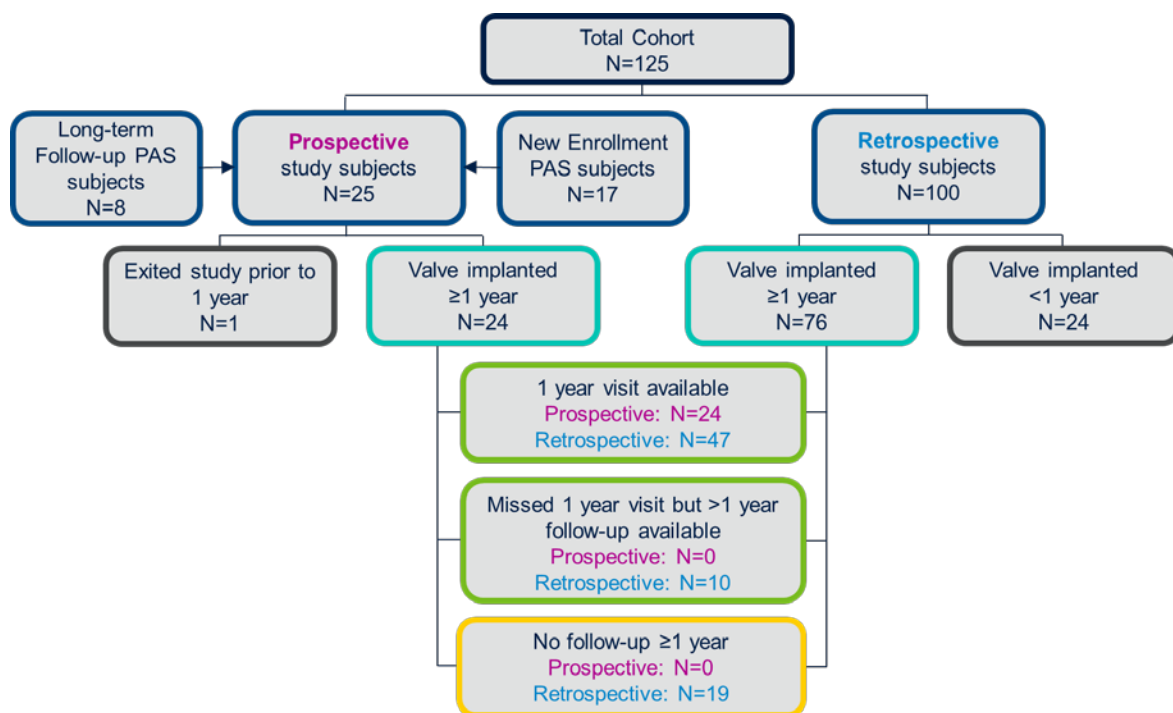 Total Cohort
N=125
Long-term
Follow-up PAS
subjects
N=8
Prospective
study subjects
N=25
New Enrollment
PAS subjects
N=17
Retrospective
study subjects
N=100
Exited study prior to
1 year
N=1
Valve implanted
≥1 year
N=24
Valve implanted
≥1 year
N=76
Valve implanted
<1 year
N=24
1 year visit available
Prospective: N=24
Retrospective: N=47
Missed 1 year visit but >1 year
follow-up available
Prospective: N=0
Retrospective: N=10
No follow-up ≥1 year
Prospective: N=0
Retrospective: N=19